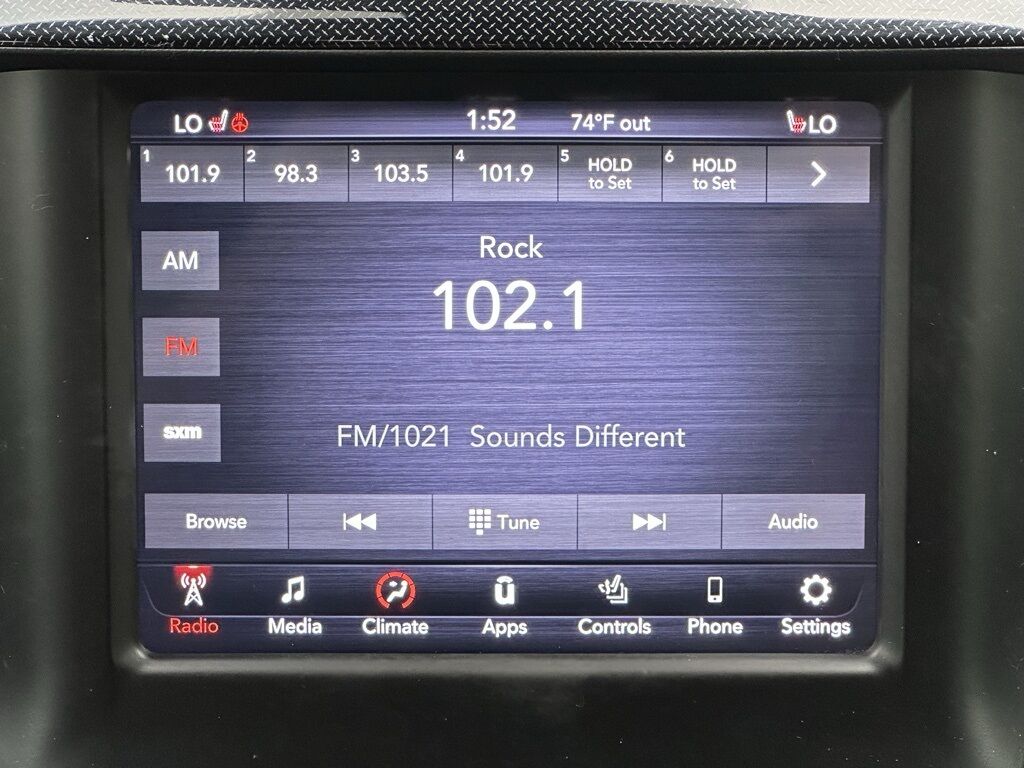 LO 1:52 74°F out LO
1 101.9 2 98.3 3 103.5 4 101.9 5 HOLD to Set 6 HOLD to Set
AM
Rock
102.1
FM
sxm
FM/1021 Sounds Different
Browse Tune Audio
Radio Media Climate Apps Controls Phone Settings